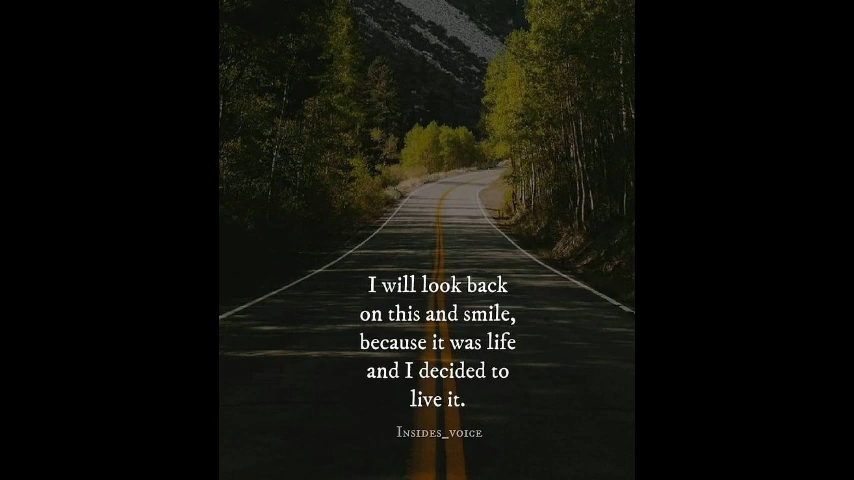 I will look back
on this and smile,
because it was life
and I decided to
live it.
Insides_voice